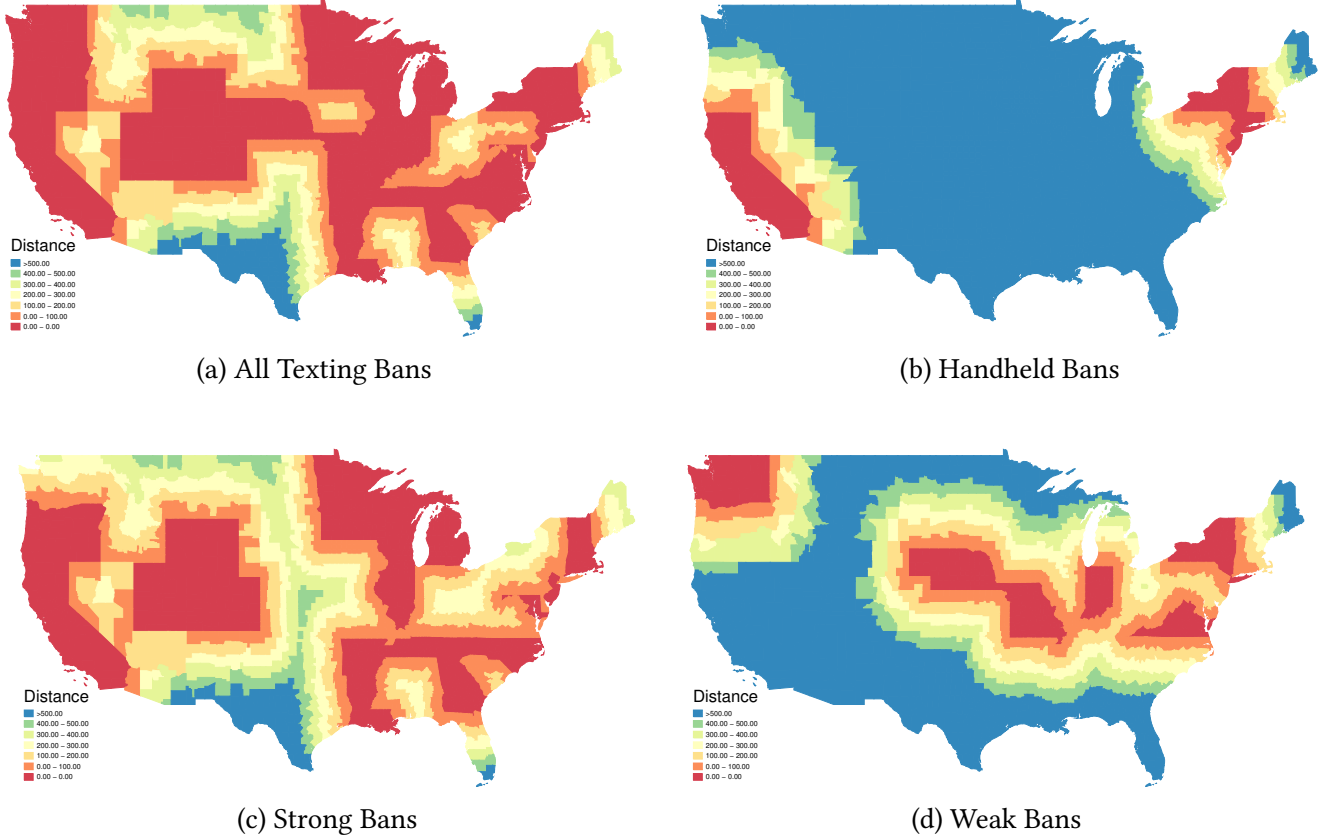 Distance
>500.00
400.00 – 500.00
300.00 – 400.00
200.00 – 300.00
100.00 – 200.00
0.00 – 100.00
0.00 – 0.00
(a) All Texting Bans
Distance
>500.00
400.00 – 500.00
300.00 – 400.00
200.00 – 300.00
100.00 – 200.00
0.00 – 100.00
0.00 – 0.00
(b) Handheld Bans
Distance
>500.00
400.00 – 500.00
300.00 – 400.00
200.00 – 300.00
100.00 – 200.00
0.00 – 100.00
0.00 – 0.00
(c) Strong Bans
Distance
>500.00
400.00 – 500.00
300.00 – 400.00
200.00 – 300.00
100.00 – 200.00
0.00 – 100.00
0.00 – 0.00
(d) Weak Bans